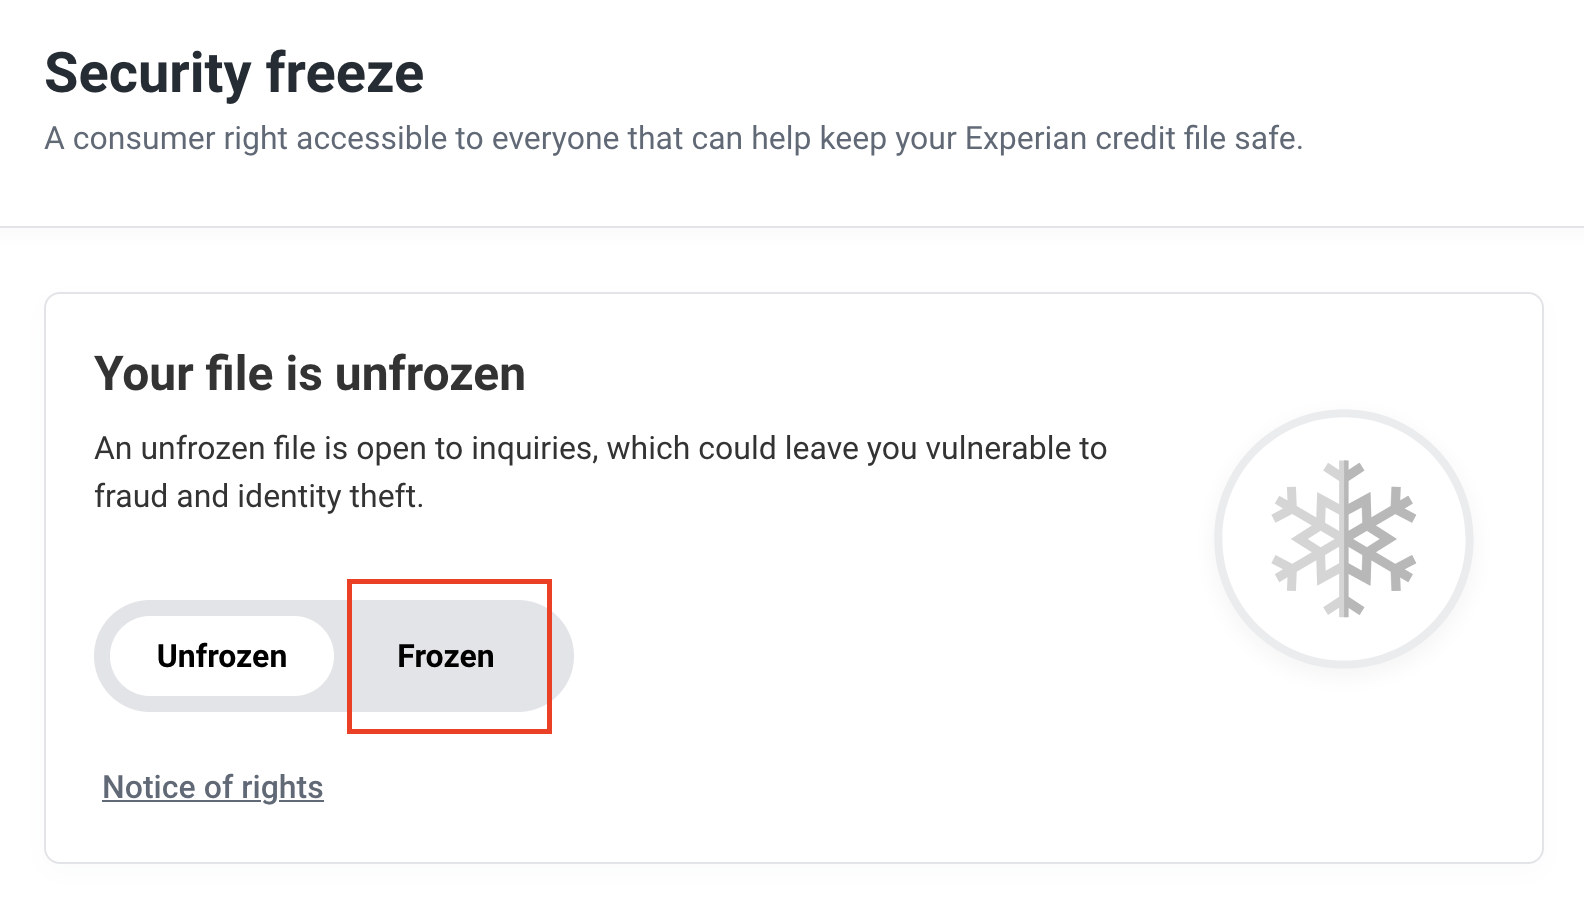 Security freeze
A consumer right accessible to everyone that can help keep your Experian credit file safe.
Your file is unfrozen
An unfrozen file is open to inquiries, which could leave you vulnerable to
fraud and identity theft.
Unfrozen Frozen
Notice of rights